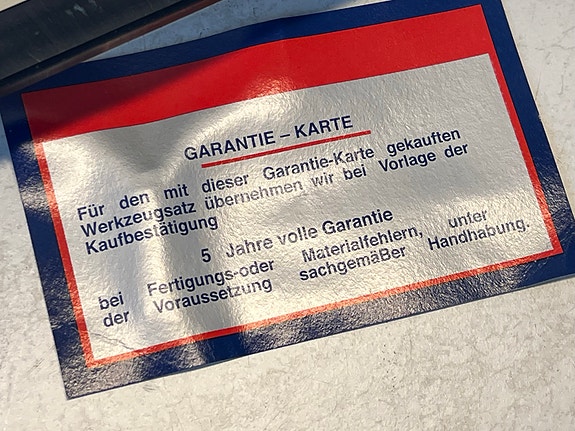 GARANTIE – KARTE
Für den mit dieser Garantie-Karte gekauften
Werkzeugsatz übernehmen wir bei Vorlage der
Kaufbestätigung
5 Jahre volle Garantie
bei Fertigungs-oder Materialfehlern, unter
der Voraussetzung sachgemäßer Handhabung.